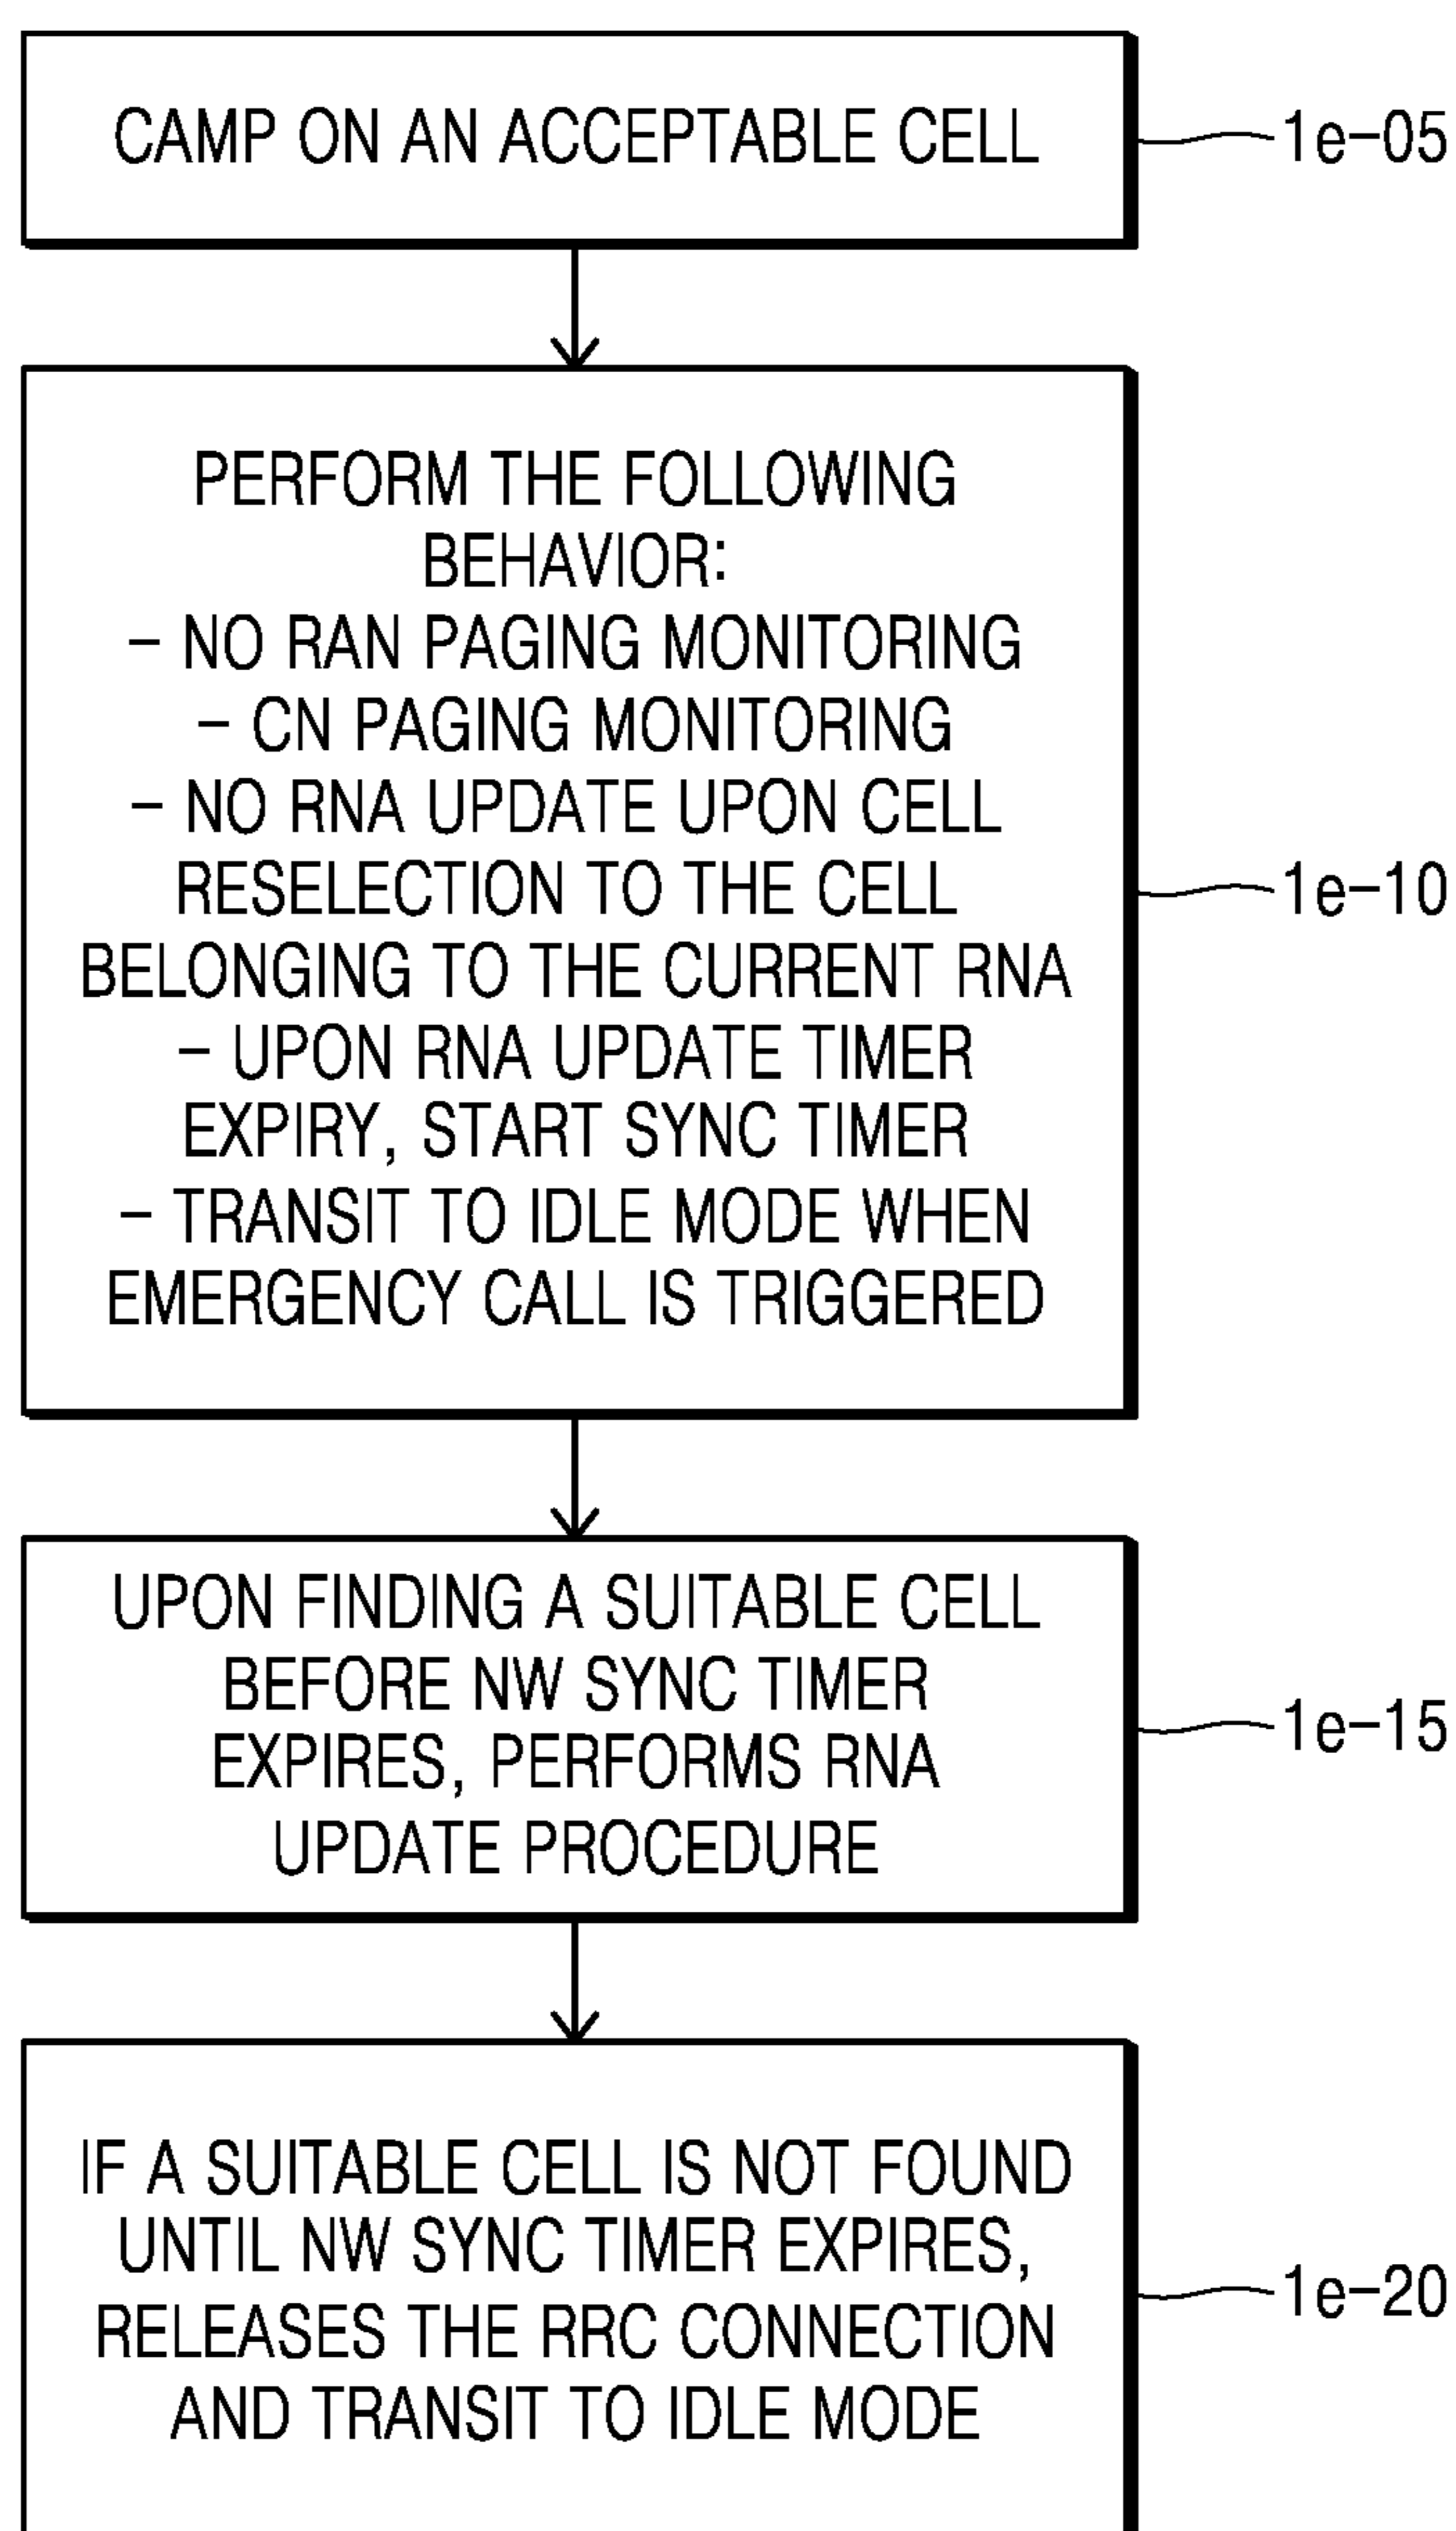 CAMP ON AN ACCEPTABLE CELL
1e-05
PERFORM THE FOLLOWING
BEHAVIOR:
- NO RAN PAGING MONITORING
- CN PAGING MONITORING
- NO RNA UPDATE UPON CELL
RESELECTION TO THE CELL
BELONGING TO THE CURRENT RNA
- UPON RNA UPDATE TIMER
EXPIRY, START SYNC TIMER
- TRANSIT TO IDLE MODE WHEN
EMERGENCY CALL IS TRIGGERED
1e-10
UPON FINDING A SUITABLE CELL
BEFORE NW SYNC TIMER
EXPIRES, PERFORMS RNA
UPDATE PROCEDURE
1e-15
IF A SUITABLE CELL IS NOT FOUND
UNTIL NW SYNC TIMER EXPIRES,
RELEASES THE RRC CONNECTION
AND TRANSIT TO IDLE MODE
1e-20